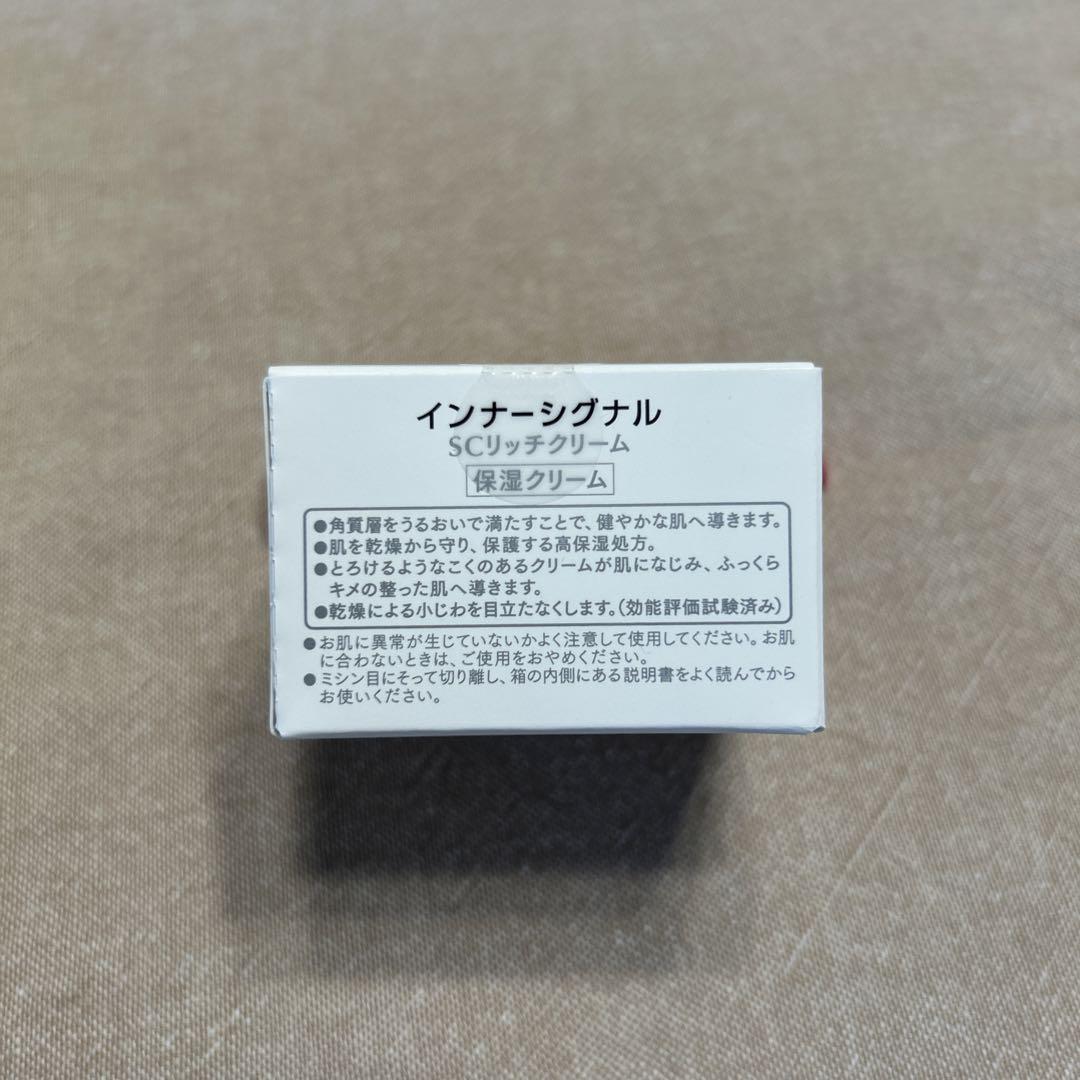 インナーシグナル
SCリッチクリーム
保湿クリーム
●角質層をうるおいで満たすことで、健やかな肌へ導きます。
●肌を乾燥から守り、保護する高保湿処方。
●とろけるようなこくのあるクリームが肌になじみ、ふっくら
キメの整った肌へ導きます。
●乾燥による小じわを目立たなくします。(効能評価試験済み)
●お肌に異常が生じていないかよく注意して使用してください。お肌
に合わないときは、ご使用をおやめください。
●ミシン目にそって切り離し、箱の内側にある説明書をよく読んでから
お使いください。